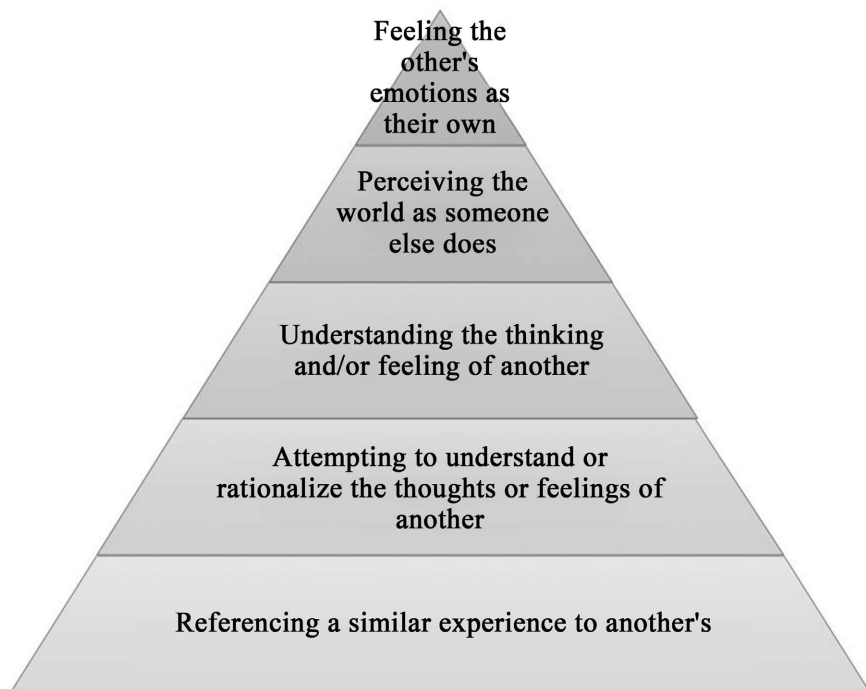 Feeling the
other's
emotions as
their own
Perceiving the
world as someone
else does
Understanding the thinking
and/or feeling of another
Attempting to understand or
rationalize the thoughts or feelings of
another
Referencing a similar experience to another's